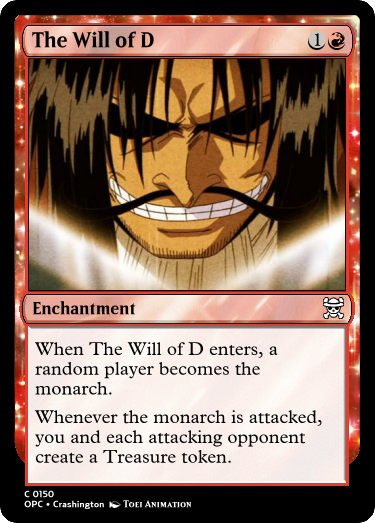 The Will of D 1
Enchantment
When The Will of D enters, a
random player becomes the
monarch.
Whenever the monarch is attacked,
you and each attacking opponent
create a Treasure token.
C 0150
OPC • Crashington TOEI ANIMATION